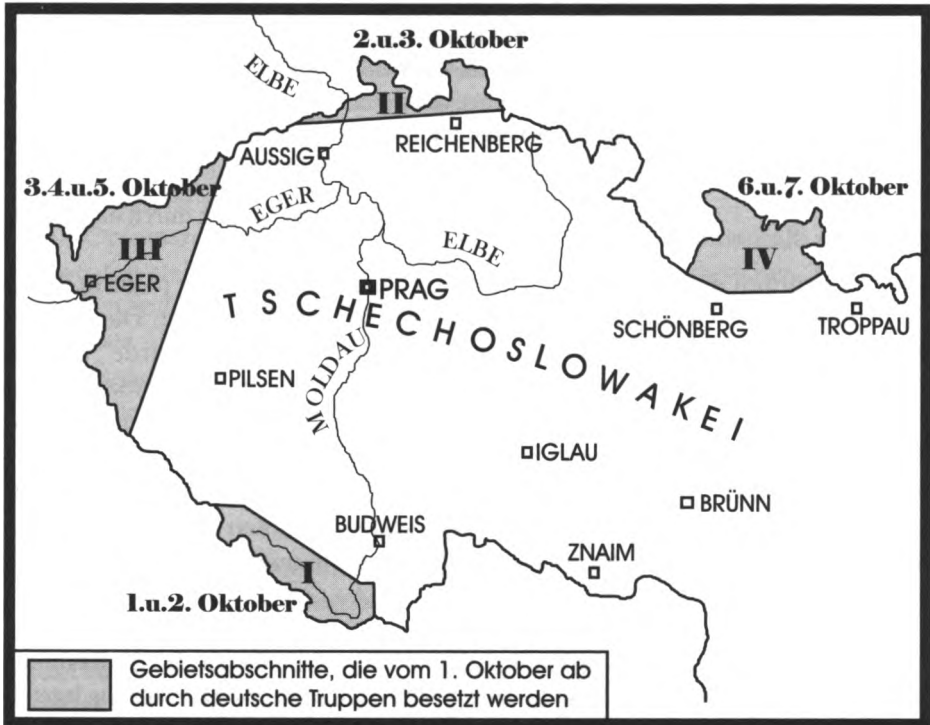 2.u.3. Oktober
ELBE
II
REICHENBERG
AUSSIG
3.4.u.5. Oktober
6.u.7. Oktober
EGER
III
ELBE
IV
EGER
PRAG
TSCHECHOSLOWAKEI
SCHÖNBERG
TROPPAU
MOLDAU
PILSEN
IGLAU
BRÜNN
BUDWEIS
ZNAIM
I
1.u.2. Oktober
Gebietsabschnitte, die vom 1. Oktober ab
durch deutsche Truppen besetzt werden